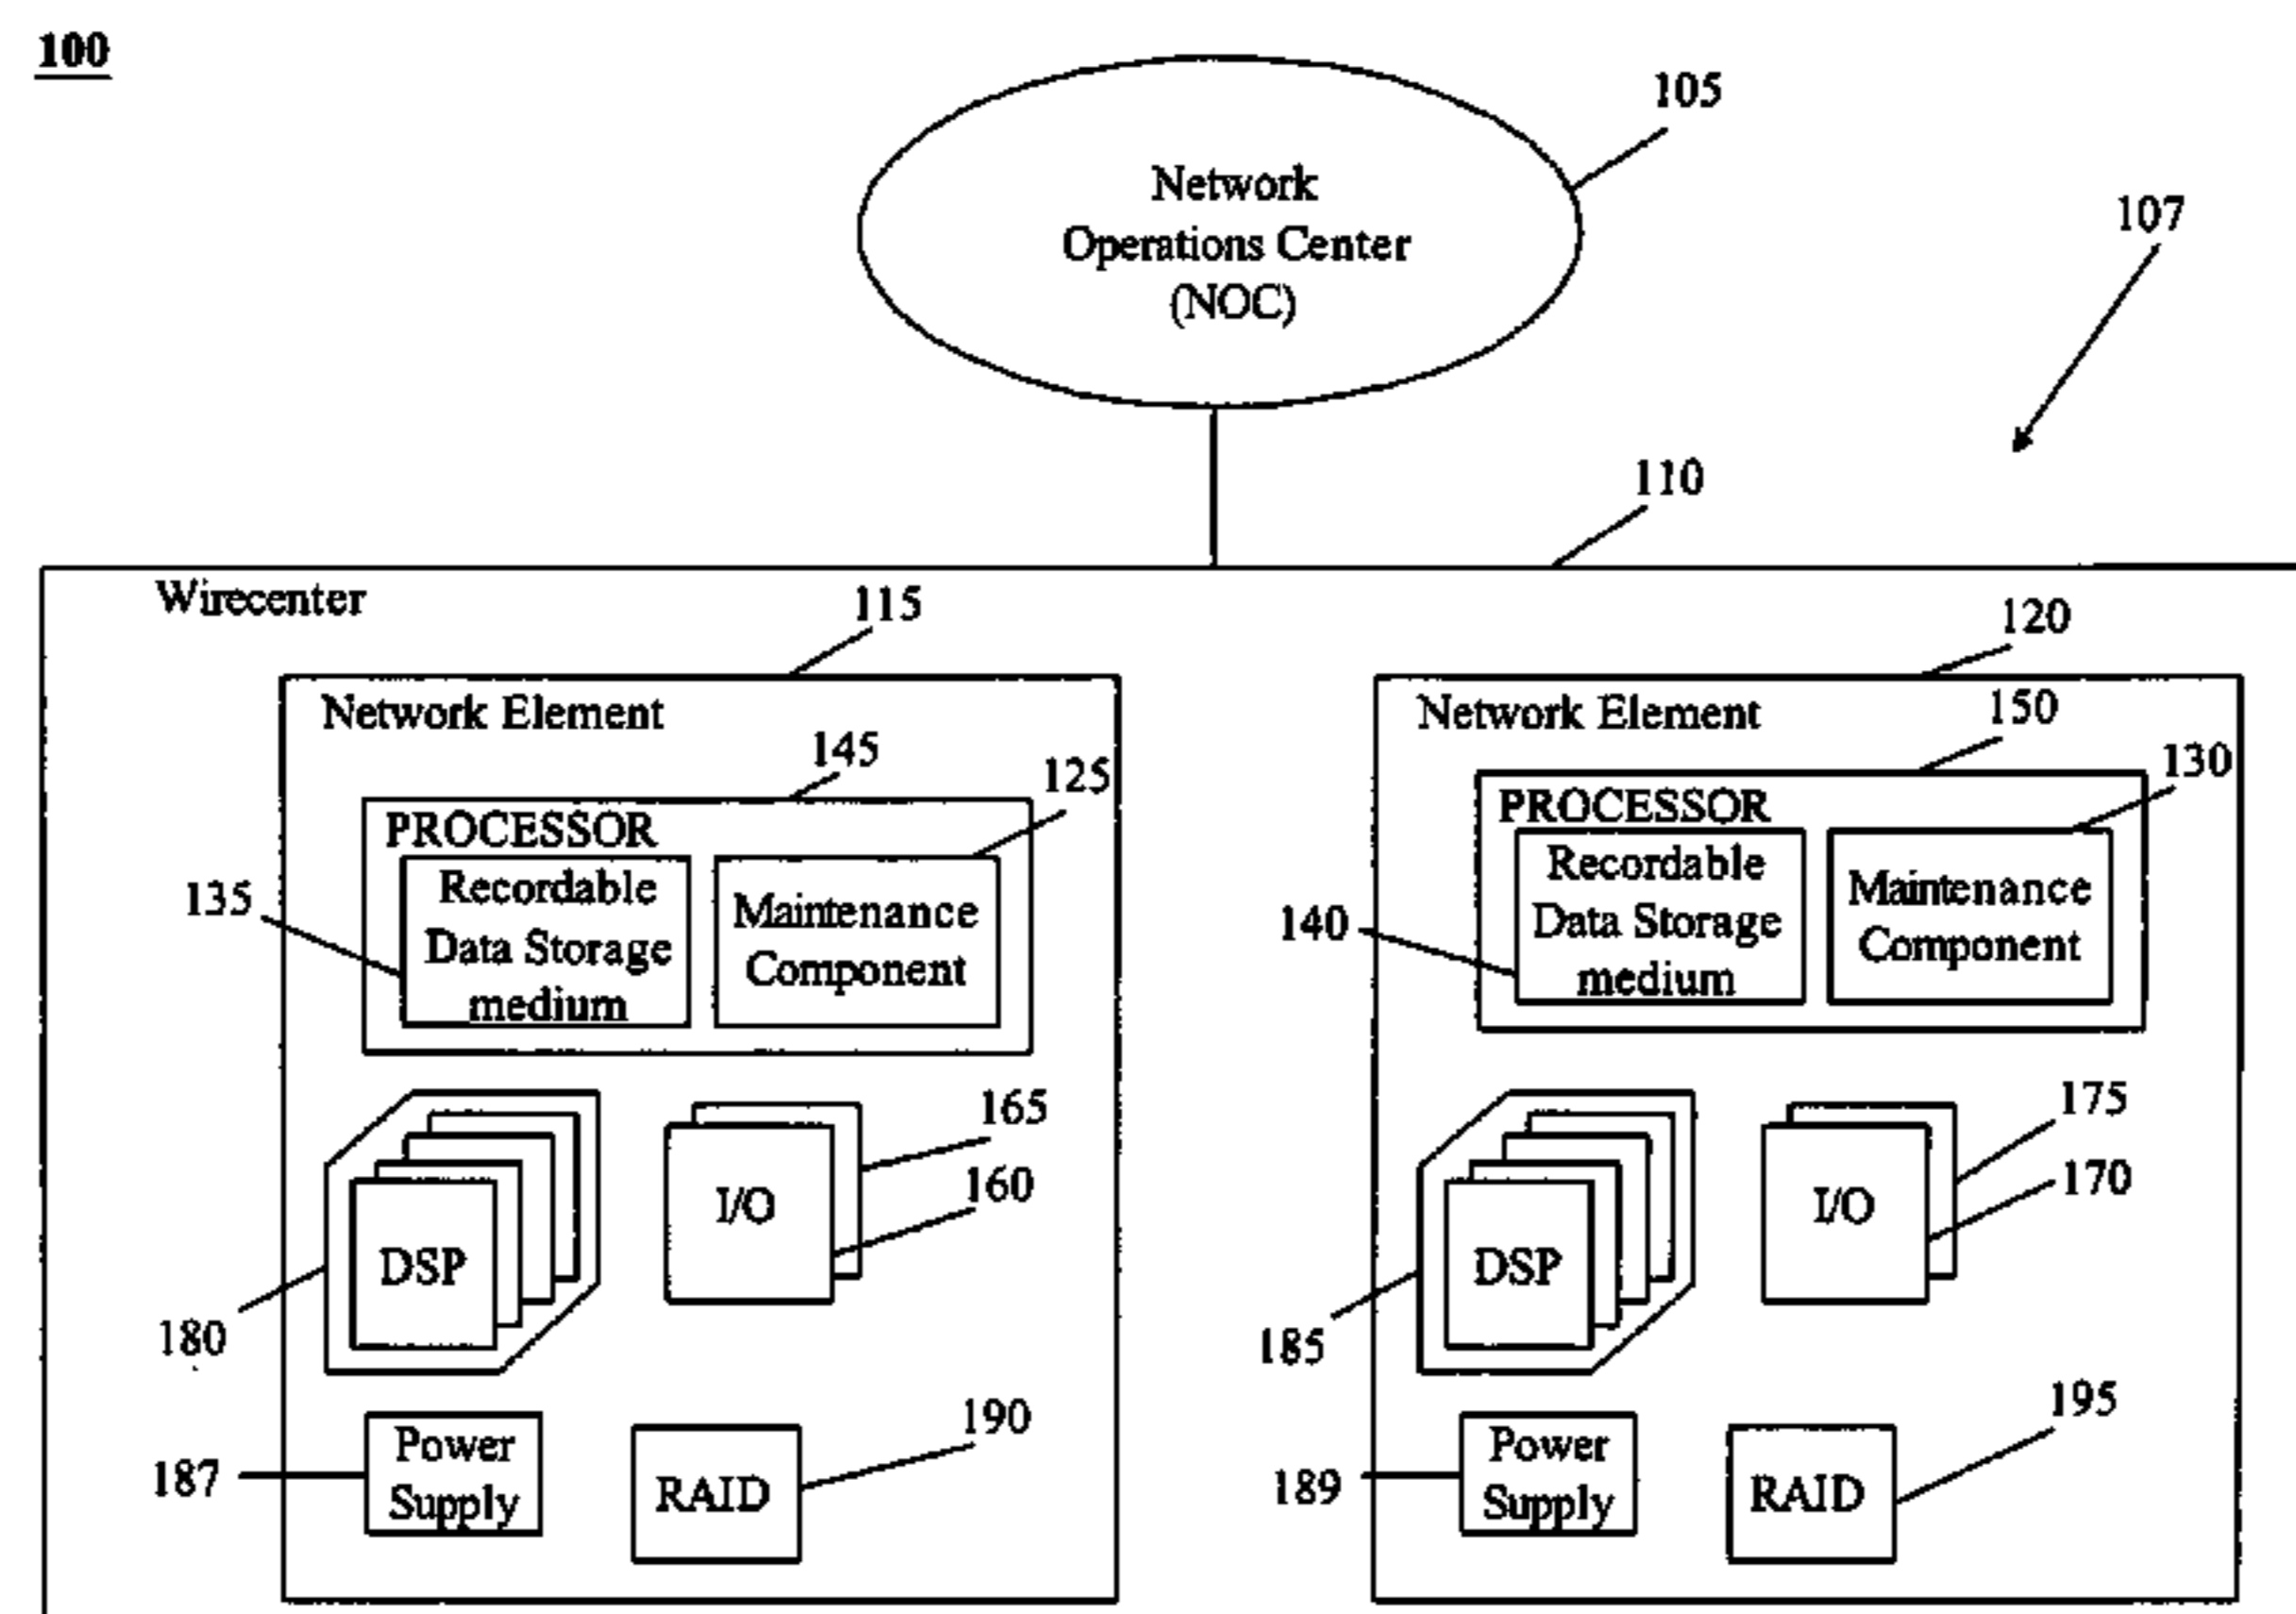 100
105
Network
Operations Center
(NOC)
107
110
Wirecenter
115
120
Network Element
145
125
PROCESSOR
135
Recordable
Data Storage
medium
Maintenance
Component
165
160
I/O
DSP
180
187
Power
Supply
190
RAID
Network Element
150
130
PROCESSOR
140
Recordable
Data Storage
medium
Maintenance
Component
175
170
I/O
DSP
185
189
Power
Supply
195
RAID